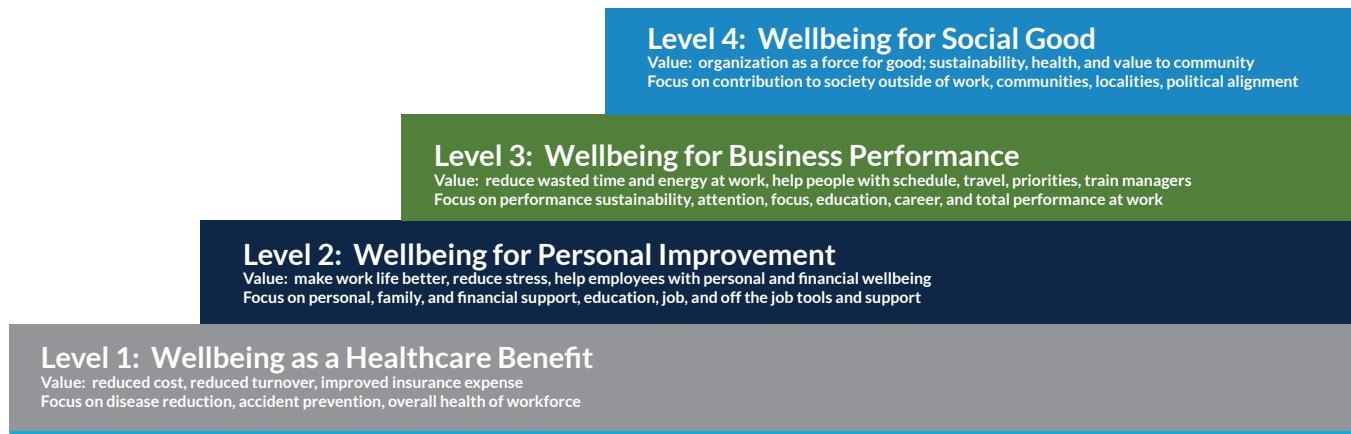 Level 4: Wellbeing for Social Good
Value: organization as a force for good; sustainability, health, and value to community
Focus on contribution to society outside of work, communities, localities, political alignment
Level 3: Wellbeing for Business Performance
Value: reduce wasted time and energy at work, help people with schedule, travel, priorities, train managers
Focus on performance sustainability, attention, focus, education, career, and total performance at work
Level 2: Wellbeing for Personal Improvement
Value: make work life better, reduce stress, help employees with personal and financial wellbeing
Focus on personal, family, and financial support, education, job, and off the job tools and support
Level 1: Wellbeing as a Healthcare Benefit
Value: reduced cost, reduced turnover, improved insurance expense
Focus on disease reduction, accident prevention, overall health of workforce